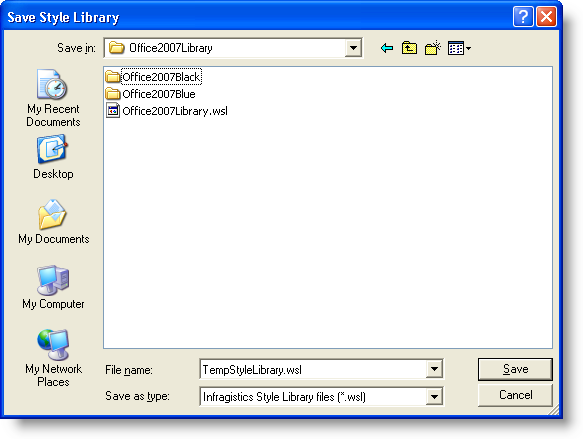 Save Style Library
Save in: Office2007Library
Office2007Black
Office2007Blue
Office2007Library.wsl
My Recent
Documents
Desktop
My Documents
My Computer
My Network
Places
File name: TempStyleLibrary.wsl Save
Save as type: Infragistics Style Library files (*.wsl) Cancel